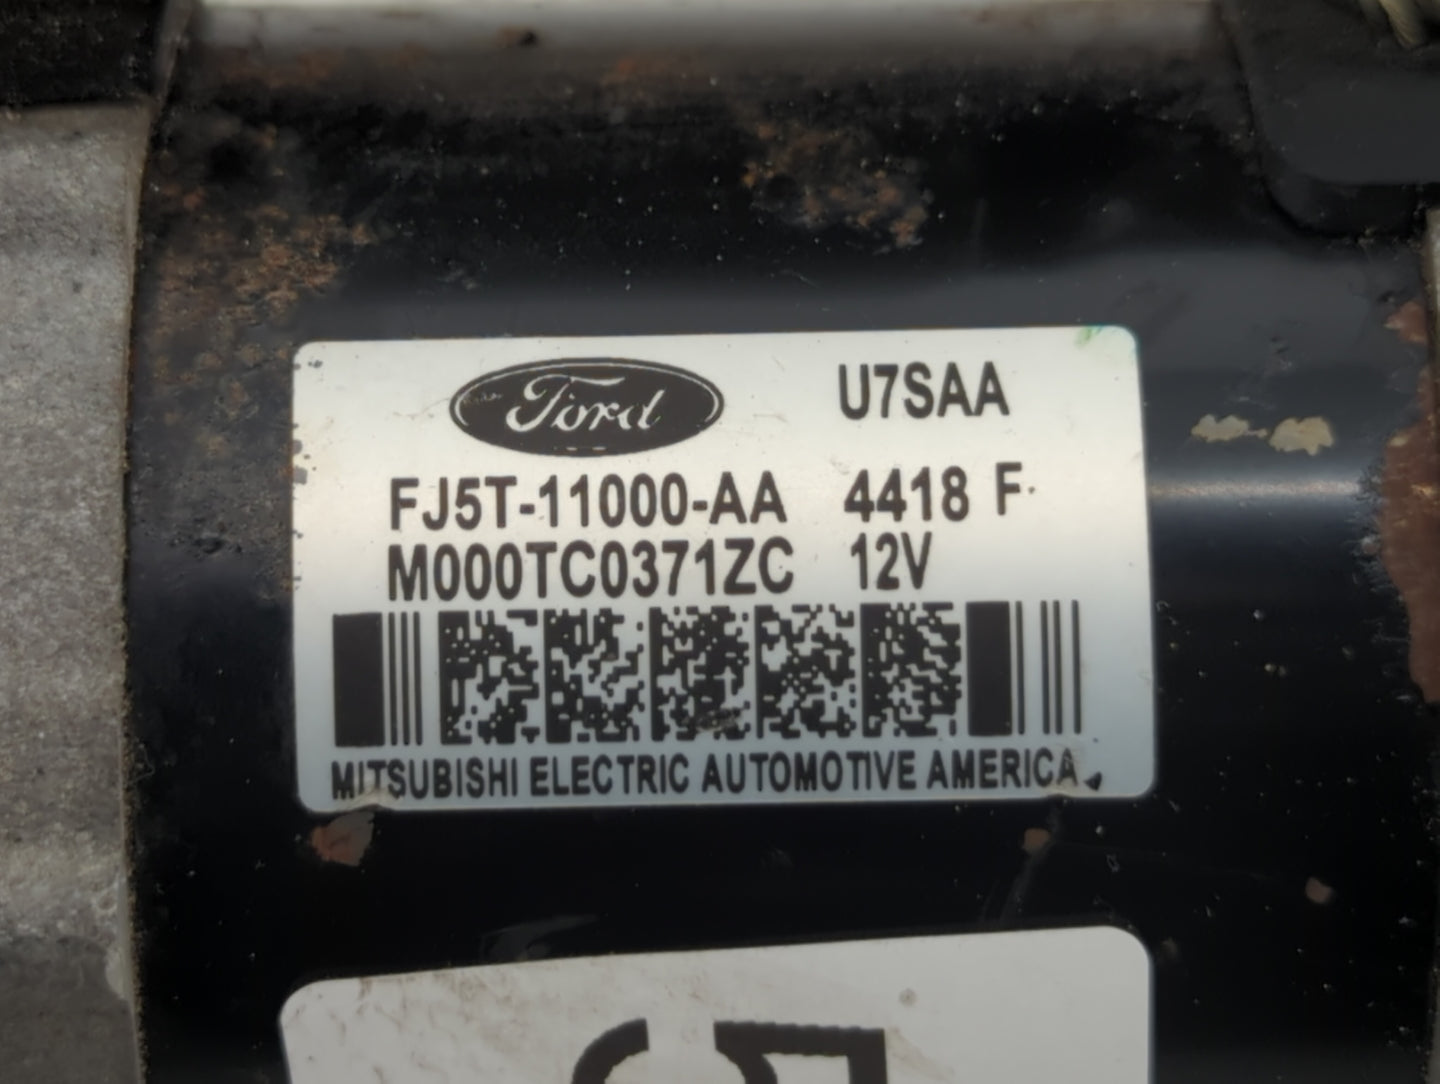 Ford U7SAA
FJ5T-11000-AA 4418 F
M000TC0371ZC 12V
MITSUBISHI ELECTRIC AUTOMOTIVE AMERICA